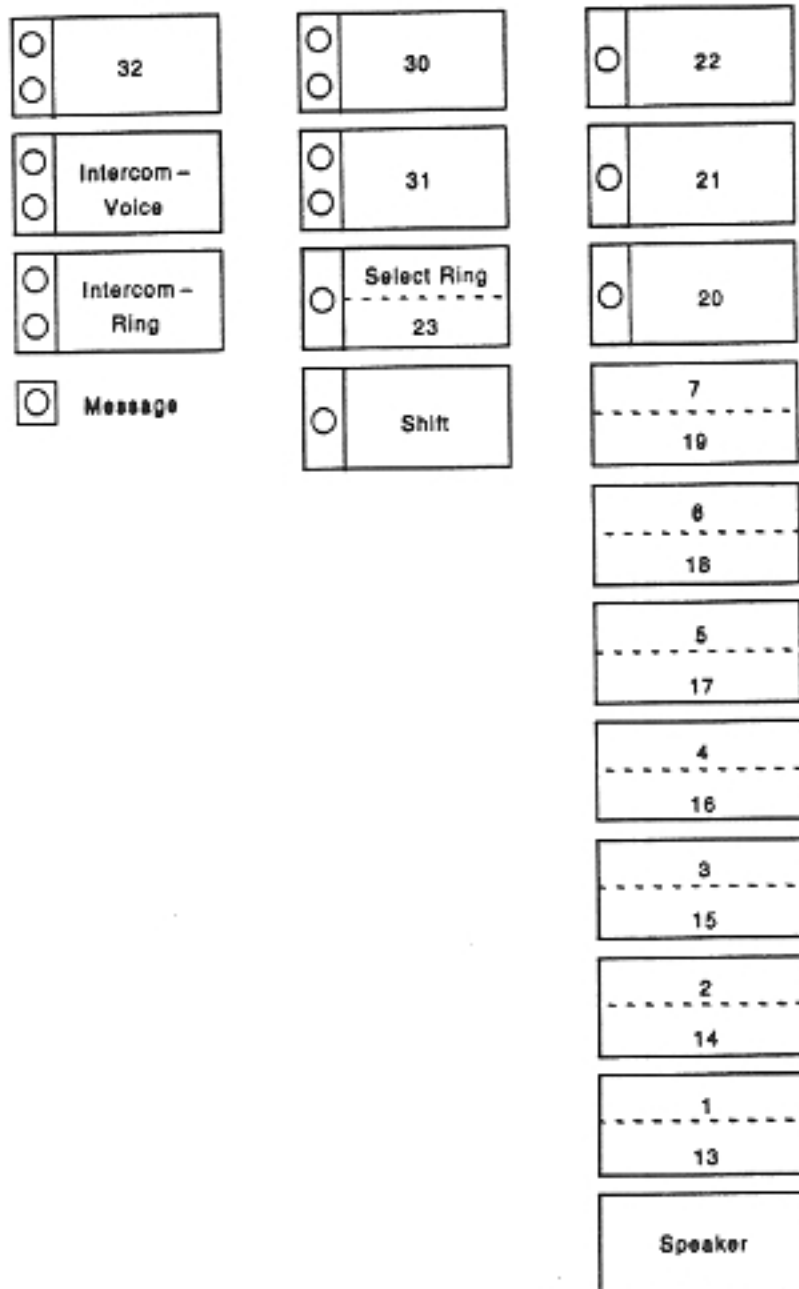 32
Intercom –
Voice
Intercom –
Ring
Message
30
31
Select Ring
23
Shift
22
21
20
7
19
6
18
5
17
4
16
3
15
2
14
1
13
Speaker